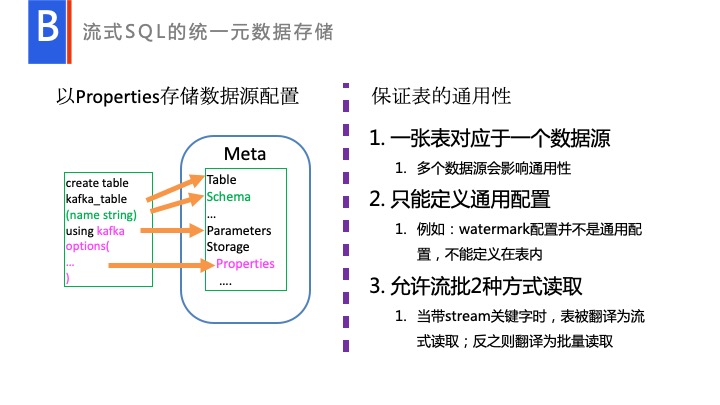 B
流式SQL的统一元数据存储
以Properties存储数据源配置
create table
kafka_table
(name string)
using kafka
options(
...
)
Meta
Table
Schema
...
Parameters
Storage
Properties
....
保证表的通用性
1. 一张表对应于一个数据源
1. 多个数据源会影响通用性
2. 只能定义通用配置
1. 例如：watermark配置并不是通用配
置，不能定义在表内
3. 允许流批2种方式读取
1. 当带stream关键字时，表被翻译为流
式读取；反之则翻译为批量读取